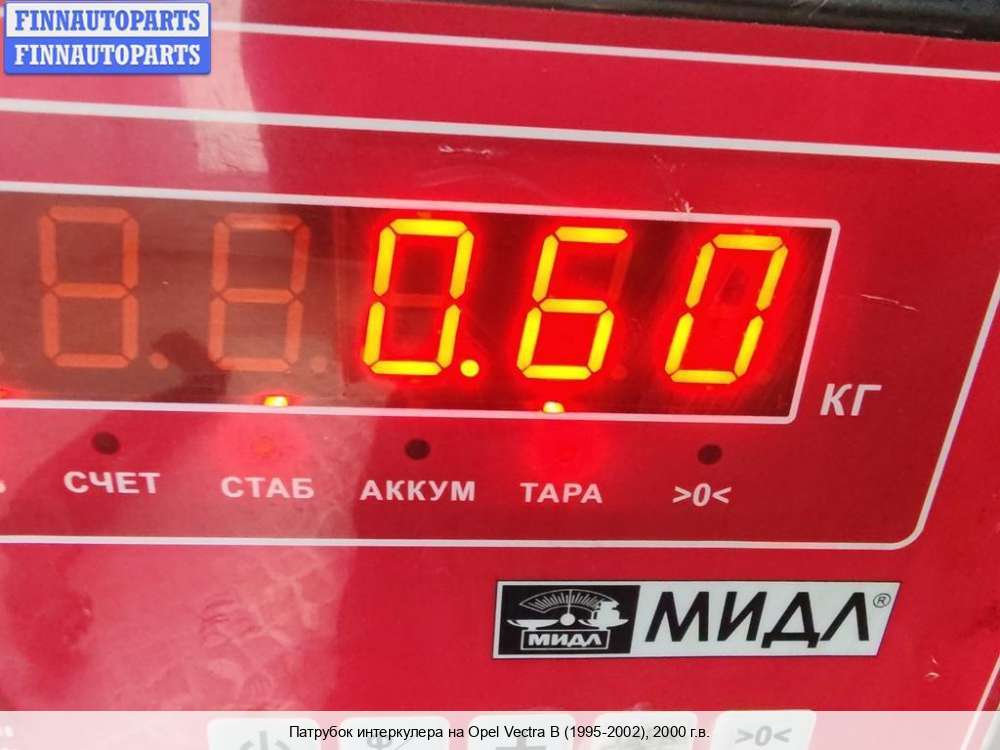 FINNAUTOPARTS
FINNAUTOPARTS
0.60
КГ
СЧЕТ СТАБ АККУМ ТАРА >0<
МИДЛ МИДЛ®
>0<
Патрубок интеркулера на Opel Vectra B (1995-2002), 2000 г.в.